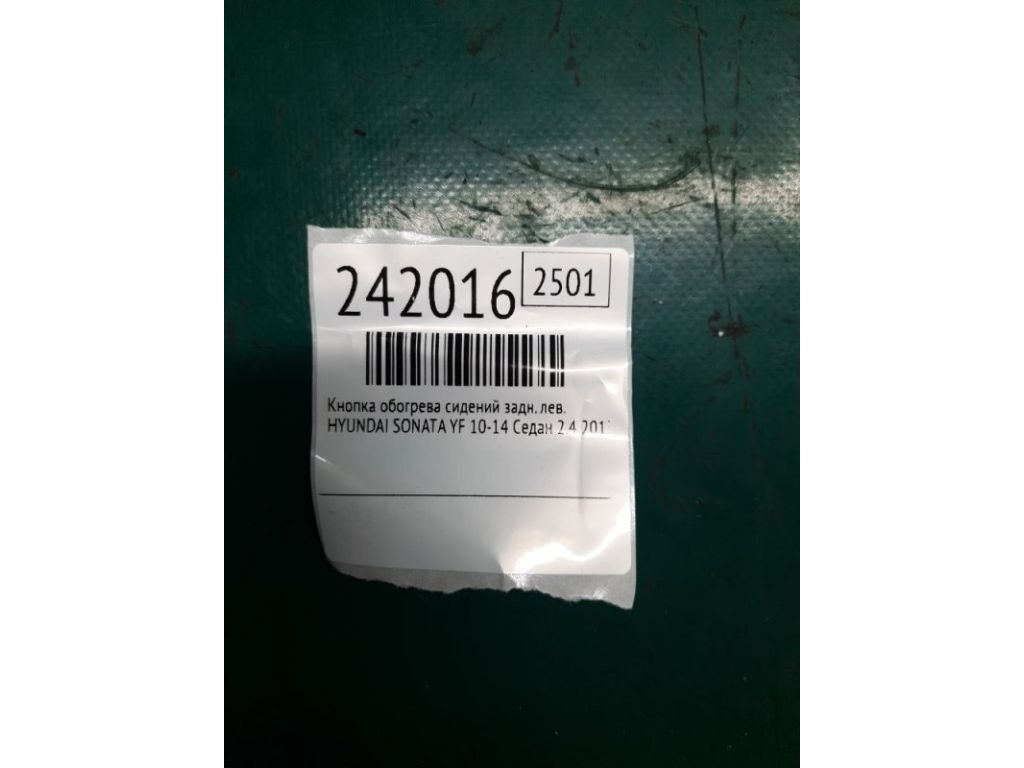 242016 2501
Кнопка обогрева сидений задн. лев.
HYUNDAI SONATA YF 10-14 Седан 2.4